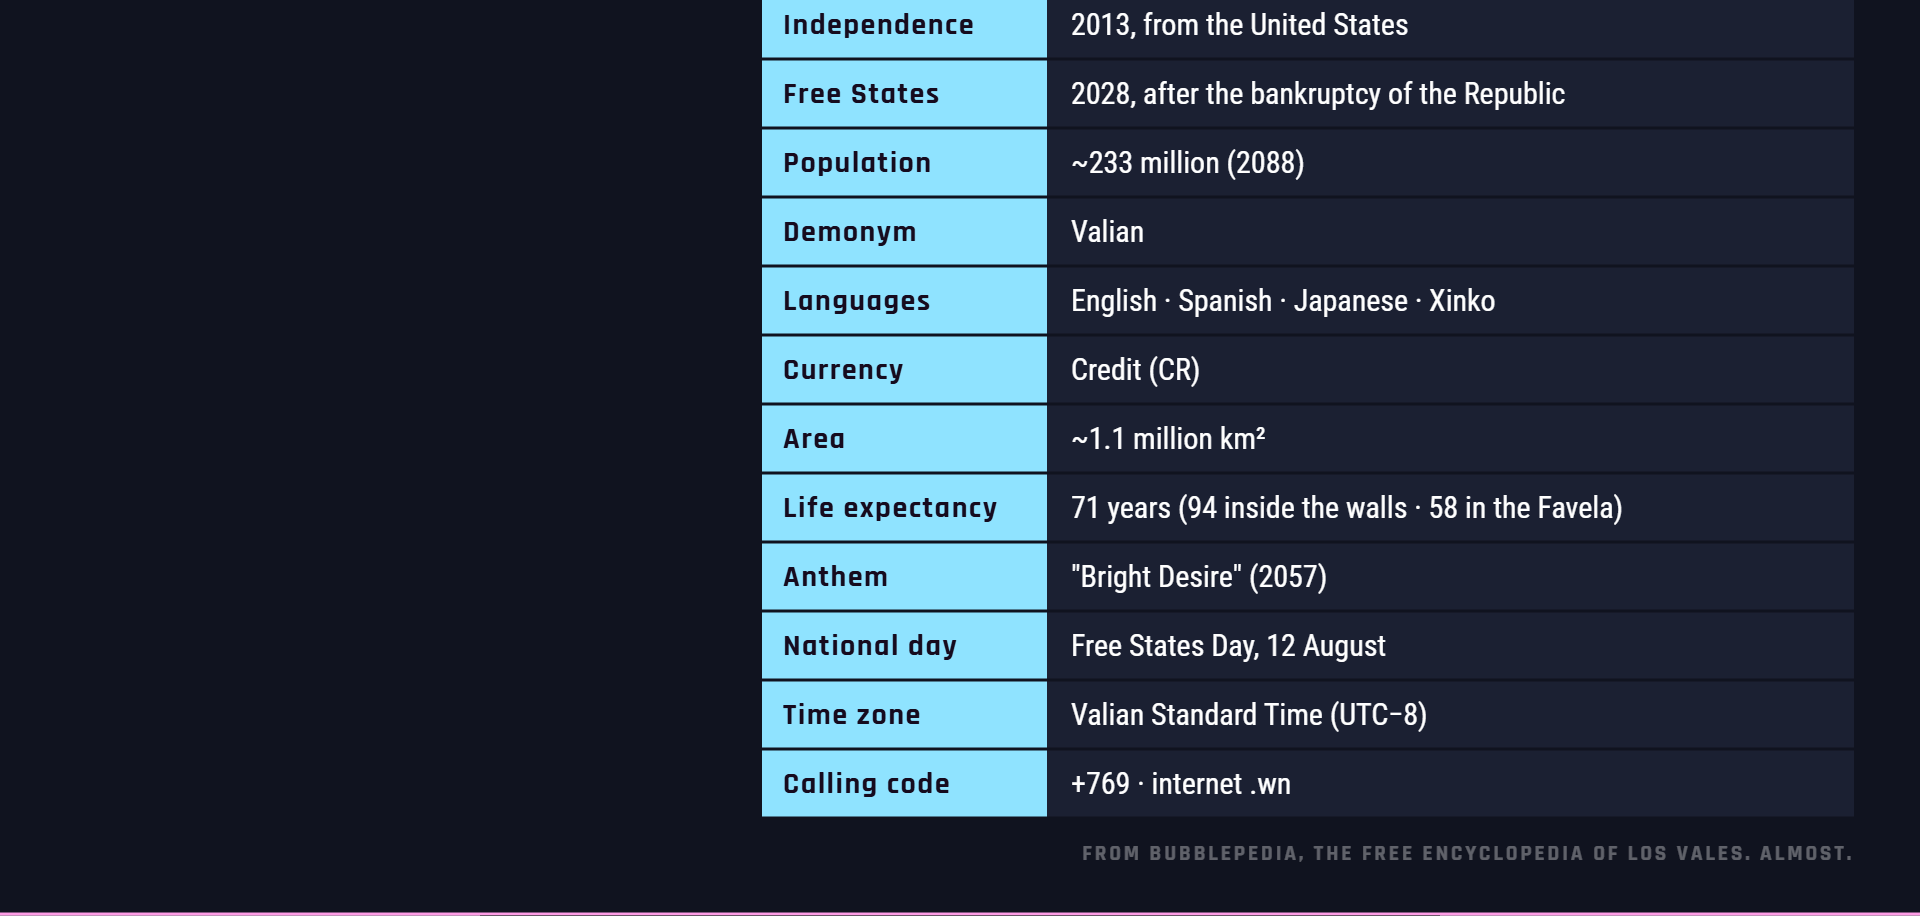 Independence 2013, from the United States
Free States 2028, after the bankruptcy of the Republic
Population ~233 million (2088)
Demonym Valian
Languages English · Spanish · Japanese · Xinko
Currency Credit (CR)
Area ~1.1 million km²
Life expectancy 71 years (94 inside the walls · 58 in the Favela)
Anthem "Bright Desire" (2057)
National day Free States Day, 12 August
Time zone Valian Standard Time (UTC−8)
Calling code +769 · internet .wn
FROM BUBBLEPEDIA, THE FREE ENCYCLOPEDIA OF LOS VALES. ALMOST.